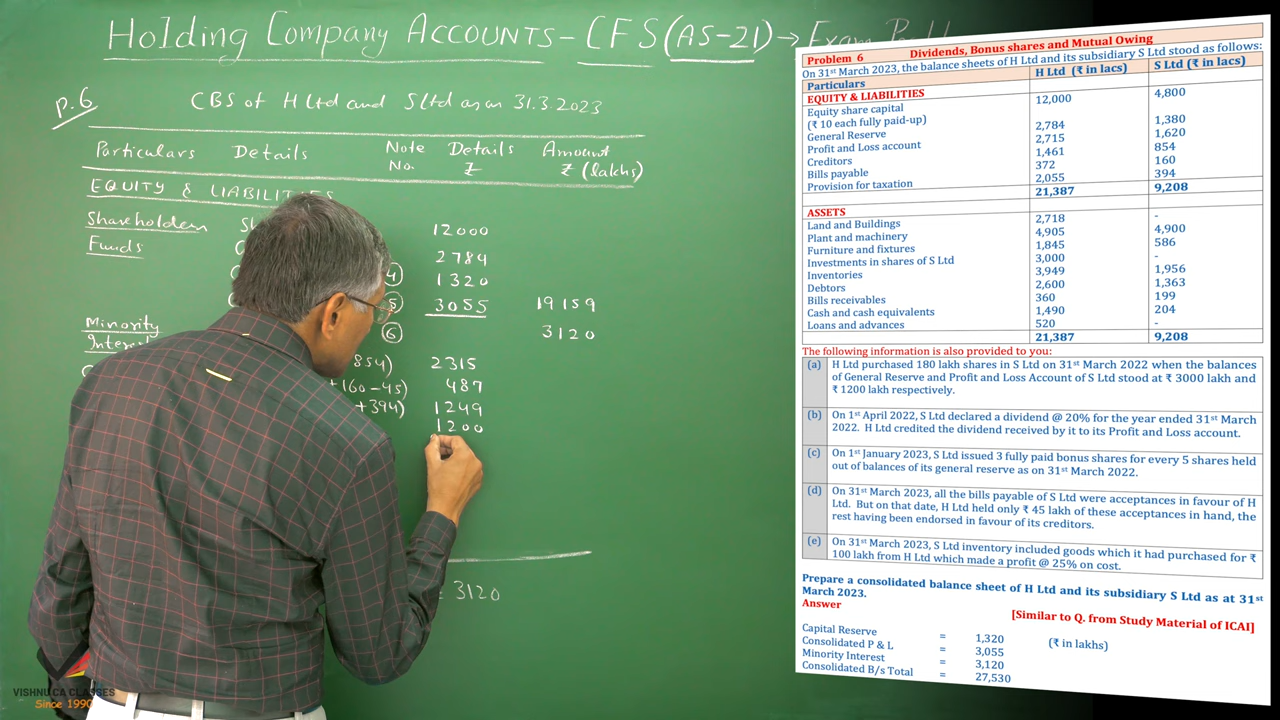 Holding Company Accounts - CFS (AS-21) → Exam
P.6
CBS of H Ltd and S Ltd as on 31.3.2023
Particulars Details Note No. Details ₹ Amount ₹ (lakhs)
EQUITY & LIABILITIES
Shareholders 12000
Funds 2784
④ 1320
⑤ 3055 19159
Minority ⑥ 3120
854) 2315
+160-45) 487
+394) 1249
1200
3120
VISHNU CA CLASSES
Since 1990
Problem 6 Dividends, Bonus shares and Mutual Owing
On 31st March 2023, the balance sheets of H Ltd and its subsidiary S Ltd stood as follows:
Particulars H Ltd (₹ in lacs) S Ltd (₹ in lacs)
EQUITY & LIABILITIES
Equity share capital 12,000 4,800
(₹ 10 each fully paid-up)
General Reserve 2,784 1,380
Profit and Loss account 2,715 1,620
Creditors 1,461 854
Bills payable 372 160
Provision for taxation 2,055 394
21,387 9,208
ASSETS
Land and Buildings 2,718 -
Plant and machinery 4,905 4,900
Furniture and fixtures 1,845 586
Investments in shares of S Ltd 3,000 -
Inventories 3,949 1,956
Debtors 2,600 1,363
Bills receivables 360 199
Cash and cash equivalents 1,490 204
Loans and advances 520 -
21,387 9,208
The following information is also provided to you:
(a) H Ltd purchased 180 lakh shares in S Ltd on 31st March 2022 when the balances
of General Reserve and Profit and Loss Account of S Ltd stood at ₹ 3000 lakh and
₹ 1200 lakh respectively.
(b) On 1st April 2022, S Ltd declared a dividend @ 20% for the year ended 31st March
2022. H Ltd credited the dividend received by it to its Profit and Loss account.
(c) On 1st January 2023, S Ltd issued 3 fully paid bonus shares for every 5 shares held
out of balances of its general reserve as on 31st March 2022.
(d) On 31st March 2023, all the bills payable of S Ltd were acceptances in favour of H
Ltd. But on that date, H Ltd held only ₹ 45 lakh of these acceptances in hand, the
rest having been endorsed in favour of its creditors.
(e) On 31st March 2023, S Ltd inventory included goods which it had purchased for ₹
100 lakh from H Ltd which made a profit @ 25% on cost.
Prepare a consolidated balance sheet of H Ltd and its subsidiary S Ltd as at 31st
March 2023.
Answer
[Similar to Q. from Study Material of ICAI]
Capital Reserve = 1,320 (₹ in lakhs)
Consolidated P & L = 3,055
Minority Interest = 3,120
Consolidated B/s Total = 27,530